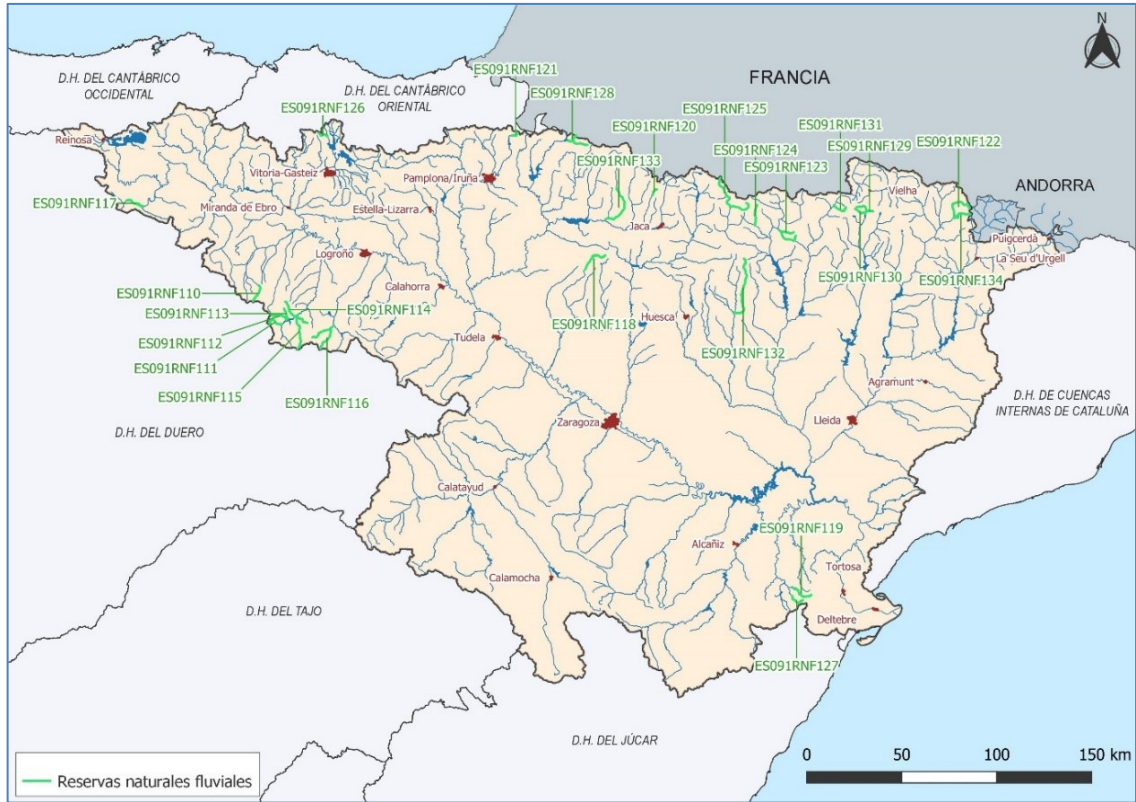 N
FRANCIA
D.H. DEL CANTÁBRICO
OCCIDENTAL
D.H. DEL CANTÁBRICO
ORIENTAL
ES091RNF121
ES091RNF128
ES091RNF126
ES091RNF120
ES091RNF125
ES091RNF124
ES091RNF123
ES091RNF131
ES091RNF129
ES091RNF122
Reinosa
Vitoria-Gasteiz
Pamplona/Iruña
ES091RNF133
Vielha
ANDORRA
ES091RNF117
Miranda de Ebro
Estella-Lizarra
Jaca
Puigcerdà
La Seu d'Urgell
Logroño
ES091RNF130
ES091RNF134
ES091RNF110
Calahorra
ES091RNF113
ES091RNF114
ES091RNF118
Huesca
ES091RNF112
Tudela
ES091RNF132
ES091RNF111
ES091RNF115
ES091RNF116
Agramunt
D.H. DE CUENCAS
INTERNAS DE CATALUÑA
D.H. DEL DUERO
Zaragoza
Lleida
Calatayud
ES091RNF119
Alcañiz
Tortosa
Calamocha
Deltebre
D.H. DEL TAJO
ES091RNF127
D.H. DEL JÚCAR
Reservas naturales fluviales
0 50 100 150 km